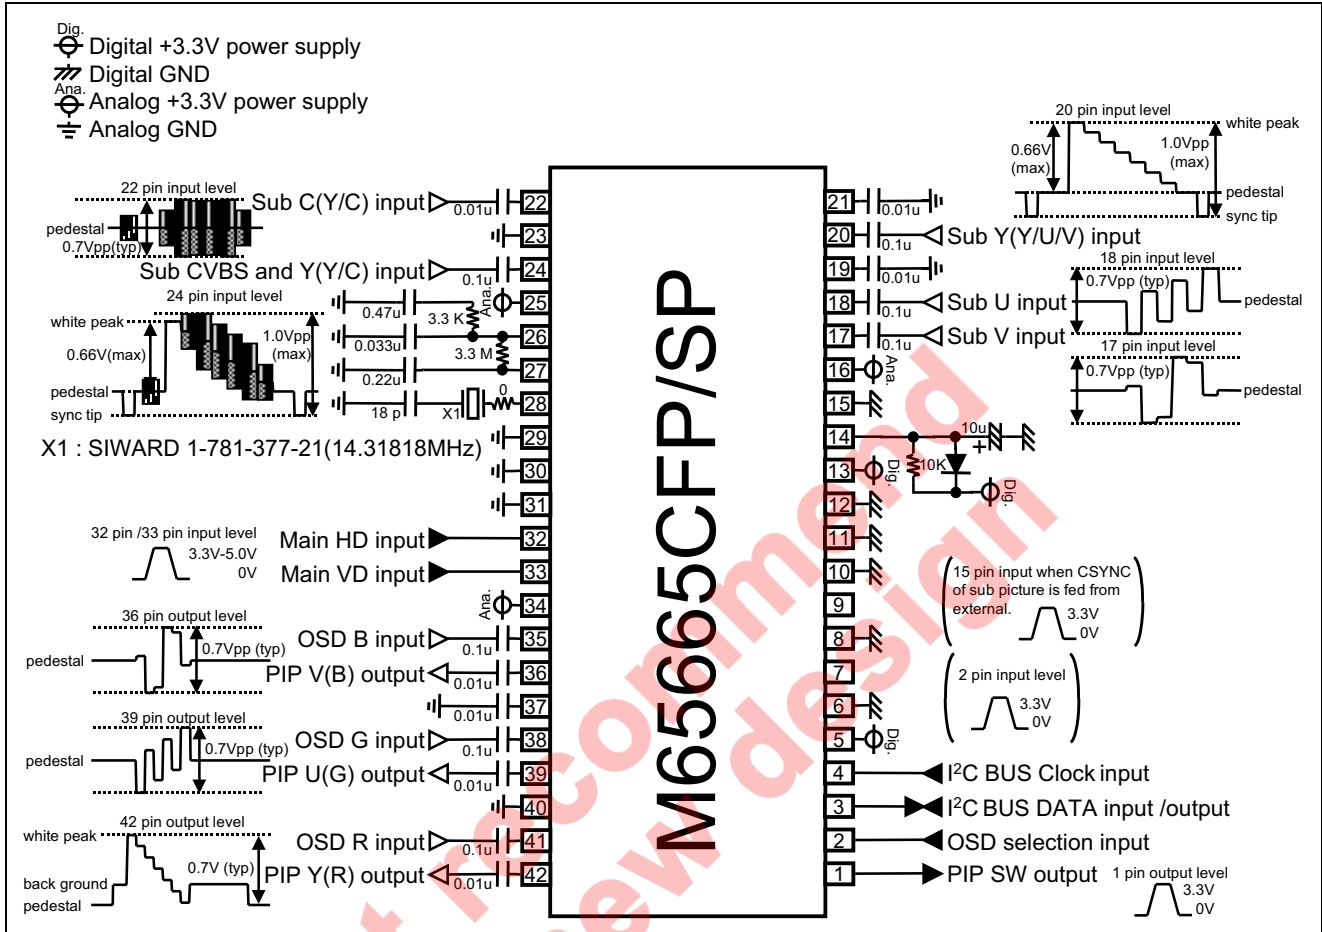 Dig.
Digital +3.3V power supply
Digital GND
Ana.
Analog +3.3V power supply
Analog GND
22 pin input level
pedestal
0.7Vpp(typ)
Sub C(Y/C) input
0.01u
22
23
Sub CVBS and Y(Y/C) input
0.1u
24
24 pin input level
white peak
0.66V(max)
1.0Vpp
(max)
pedestal
sync tip
Ana.
25
0.47u
3.3 K
26
0.033u
3.3 M
27
0.22u
0
28
18 p
X1
X1 : SIWARD 1-781-377-21(14.31818MHz)
29
30
31
32 pin /33 pin input level
3.3V-5.0V
0V
Main HD input
32
Main VD input
33
Ana.
34
36 pin output level
0.7Vpp (typ)
pedestal
OSD B input
0.1u
35
PIP V(B) output
0.01u
36
0.01u
37
39 pin output level
0.7Vpp (typ)
pedestal
OSD G input
0.1u
38
PIP U(G) output
0.01u
39
40
42 pin output level
white peak
0.7V (typ)
back ground
pedestal
OSD R input
0.1u
41
PIP Y(R) output
0.01u
42
M65665CFP/SP
20 pin input level
white peak
0.66V
(max)
1.0Vpp
(max)
pedestal
sync tip
21
0.01u
20
0.1u
Sub Y(Y/U/V) input
19
0.01u
18 pin input level
0.7Vpp (typ)
pedestal
18
0.1u
Sub U input
17
0.1u
Sub V input
17 pin input level
0.7Vpp (typ)
pedestal
16
Ana.
15
14
10u
+
10K
13
Dig.
Dig.
12
11
10
9
8
7
6
5
Dig.
15 pin input when CSYNC
of sub picture is fed from
external.
3.3V
0V
2 pin input level
3.3V
0V
4
I²C BUS Clock input
3
I²C BUS DATA input /output
2
OSD selection input
1
PIP SW output
1 pin output level
3.3V
0V
t recommend
ew design